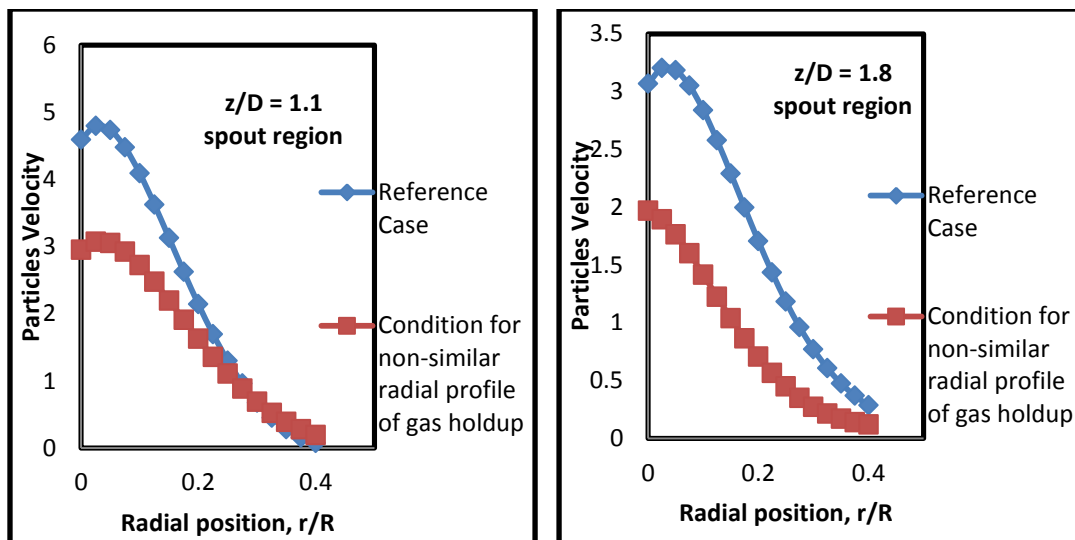 6
5
4
3
2
1
0
0
0.2
0.4
Particles Velocity
Radial position, r/R
z/D = 1.1
spout region
Reference
Case
Condition for
non-similar
radial profile
of gas holdup
3.5
3
2.5
2
1.5
1
0.5
0
0
0.2
0.4
Particles Velocity
Radial position, r/R
z/D = 1.8
spout region
Reference
Case
Condition for
non-similar
radial profile
of gas holdup